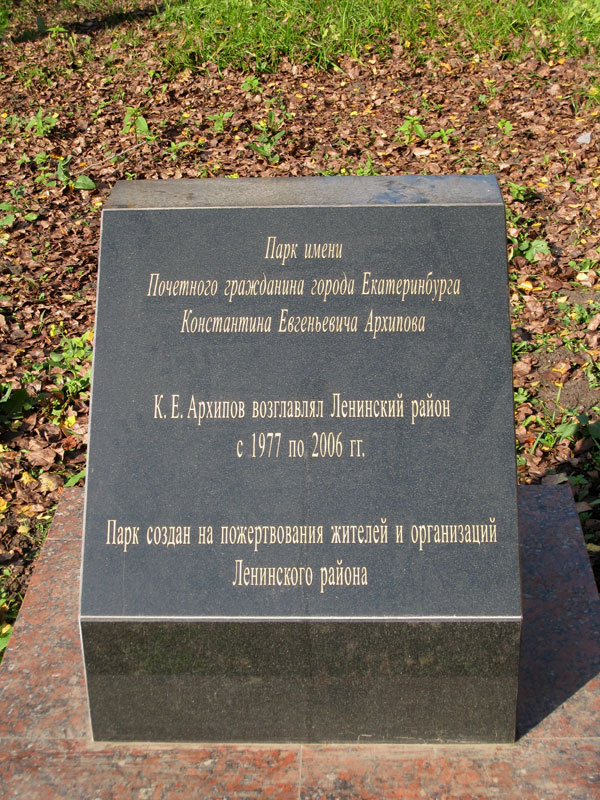 Парк имени
Почетного гражданина города Екатеринбурга
Константина Евгеньевича Архипова
К. Е. Архипов возглавлял Ленинский район
с 1977 по 2006 гг.
Парк создан на пожертвования жителей и организаций
Ленинского района